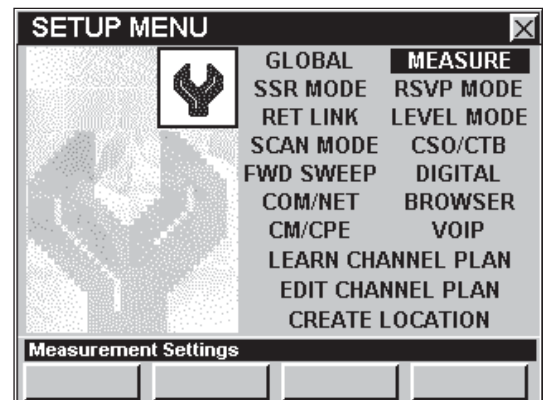 SETUP MENU
GLOBAL MEASURE
SSR MODE RSVP MODE
RET LINK LEVEL MODE
SCAN MODE CSO/CTB
FWD SWEEP DIGITAL
COM/NET BROWSER
CM/CPE VOIP
LEARN CHANNEL PLAN
EDIT CHANNEL PLAN
CREATE LOCATION
Measurement Settings